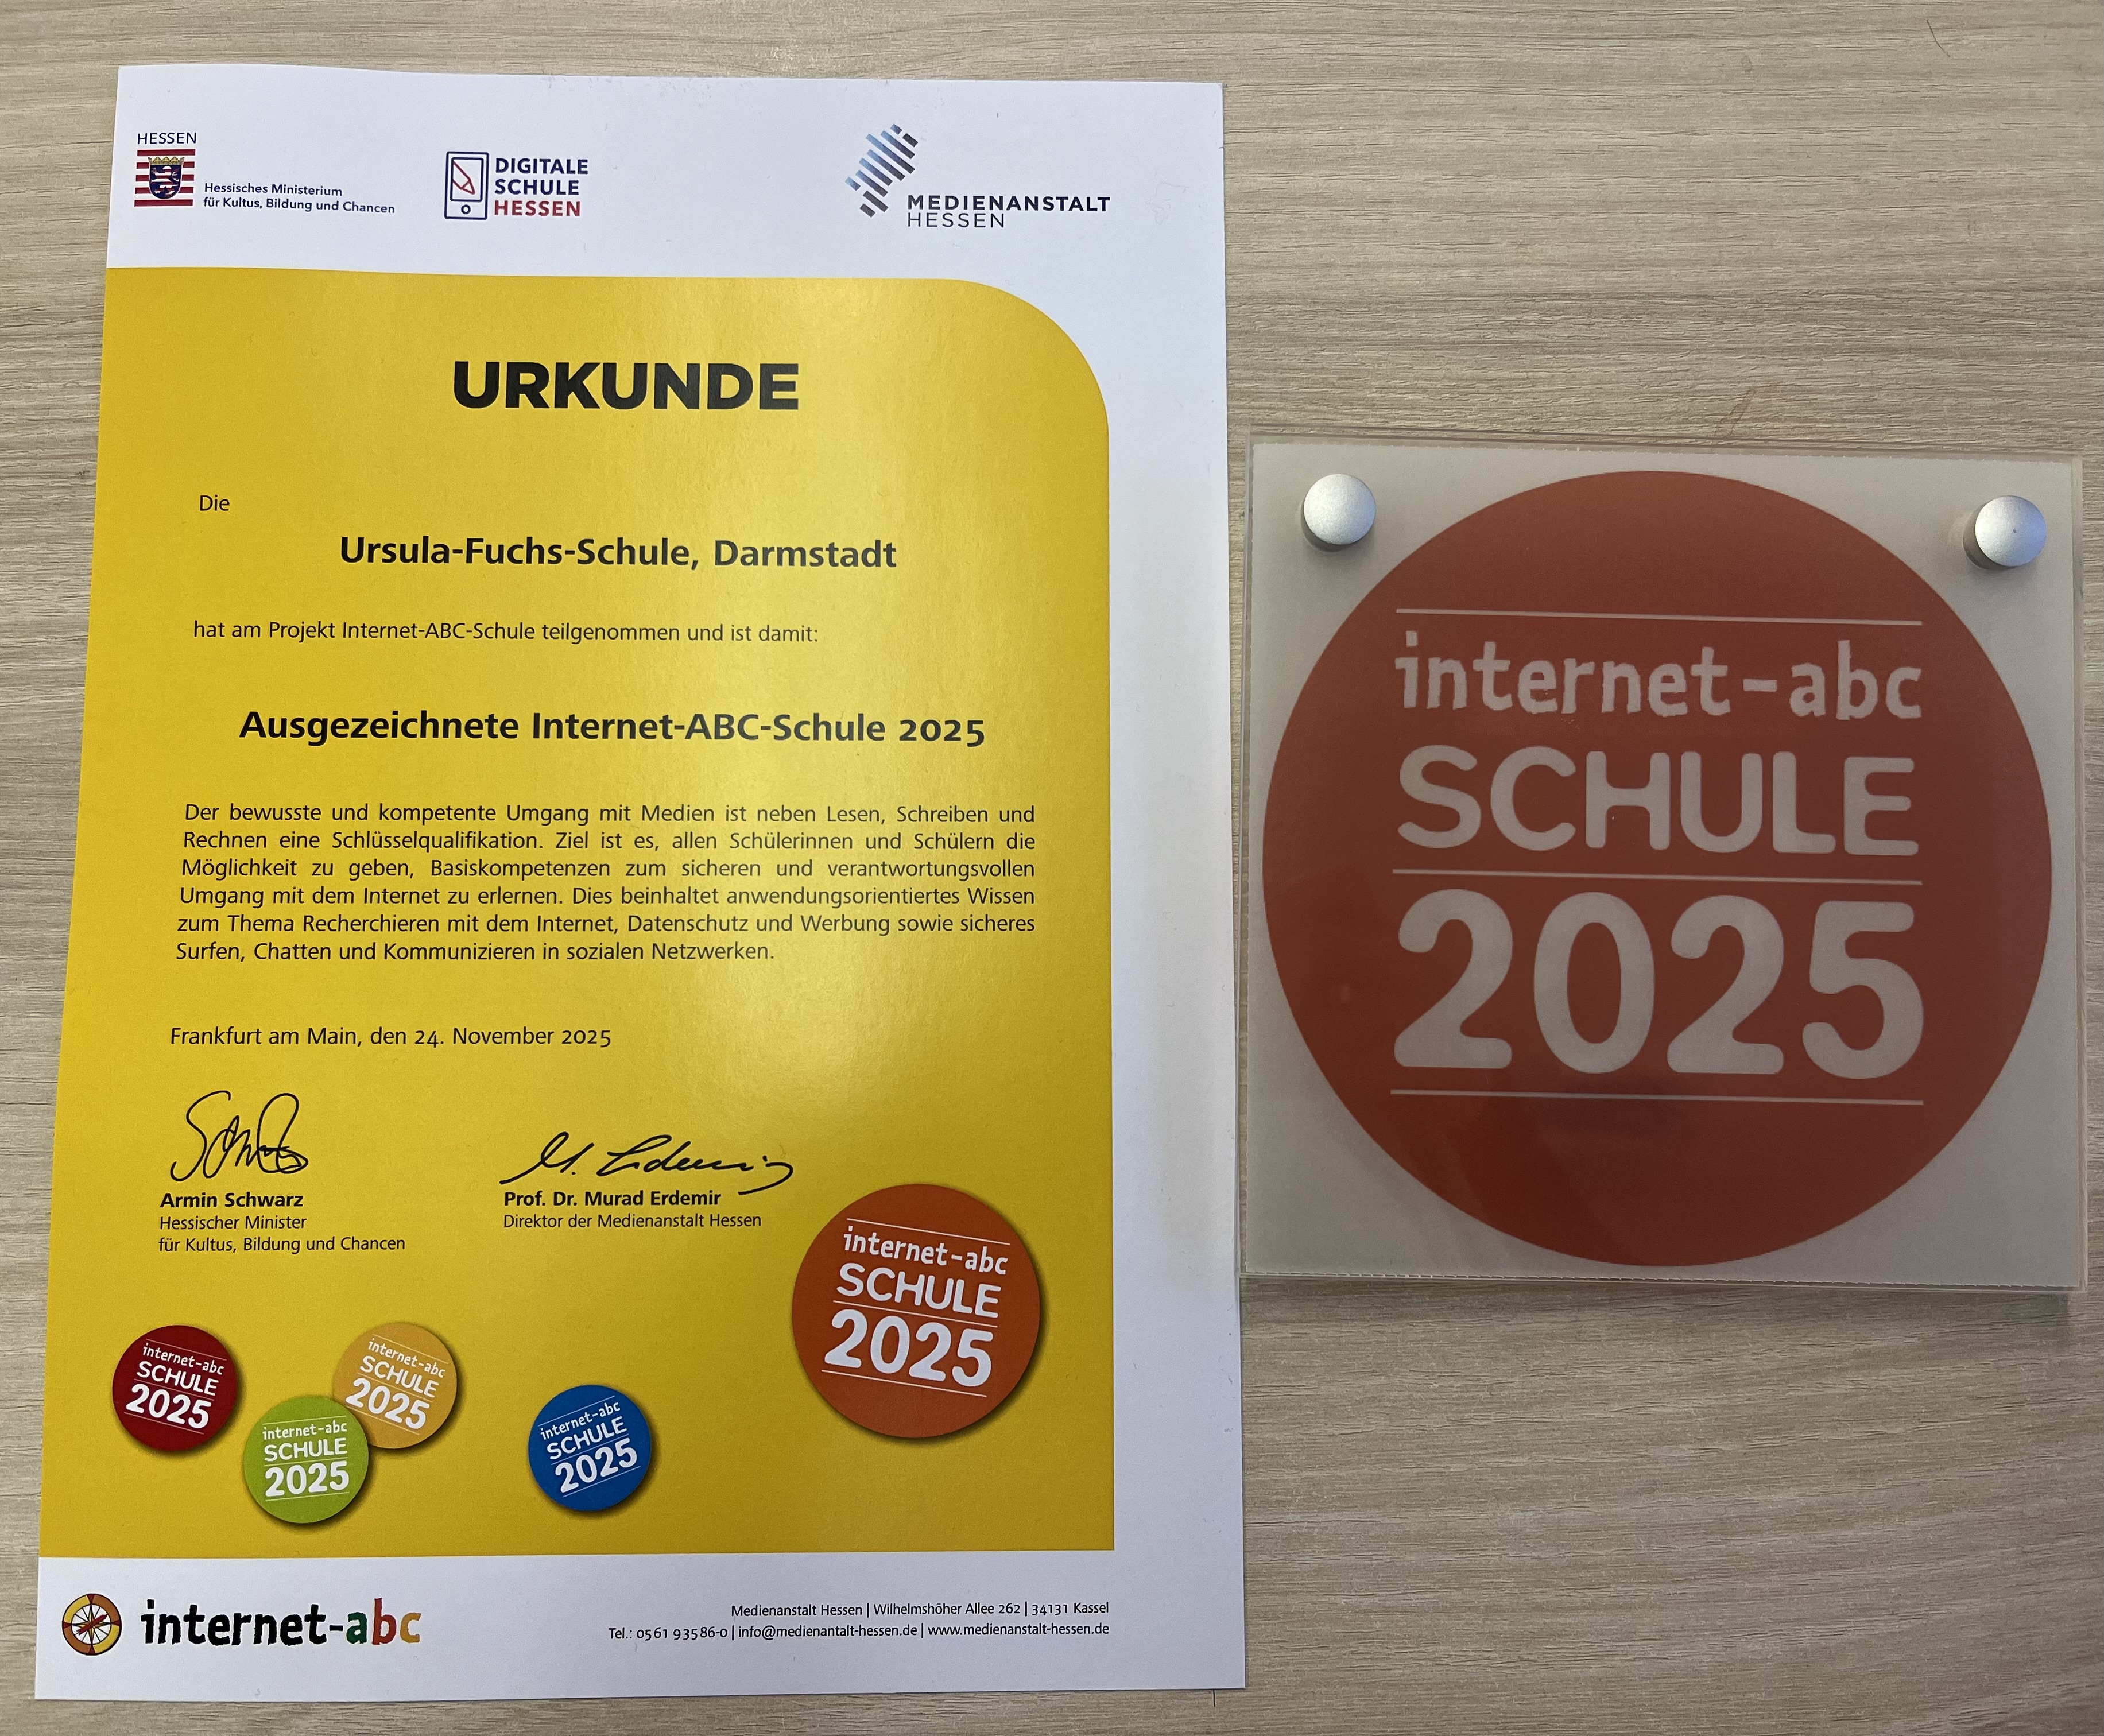 HESSEN
Hessisches Ministerium
für Kultus, Bildung und Chancen
DIGITALE
SCHULE
HESSEN
MEDIENANSTALT
HESSEN
URKUNDE
Die
Ursula-Fuchs-Schule, Darmstadt
hat am Projekt Internet-ABC-Schule teilgenommen und ist damit:
Ausgezeichnete Internet-ABC-Schule 2025
Der bewusste und kompetente Umgang mit Medien ist neben Lesen, Schreiben und
Rechnen eine Schlüsselqualifikation. Ziel ist es, allen Schülerinnen und Schülern die
Möglichkeit zu geben, Basiskompetenzen zum sicheren und verantwortungsvollen
Umgang mit dem Internet zu erlernen. Dies beinhaltet anwendungsorientiertes Wissen
zum Thema Recherchieren mit dem Internet, Datenschutz und Werbung sowie sicheres
Surfen, Chatten und Kommunizieren in sozialen Netzwerken.
Frankfurt am Main, den 24. November 2025
M. Erdemir
Armin Schwarz
Hessischer Minister
für Kultus, Bildung und Chancen
Prof. Dr. Murad Erdemir
Direktor der Medienanstalt Hessen
internet-abc
SCHULE
2025
internet-abc
SCHULE
2025
internet-abc
SCHULE
2025
internet-abc
SCHULE
2025
internet-abc
SCHULE
2025
internet-abc
Medienanstalt Hessen | Wilhelmshöher Allee 262 | 34131 Kassel
Tel.: 0561 93586-0 | info@medienantalt-hessen.de | www.medienanstalt-hessen.de
internet-abc
SCHULE
2025